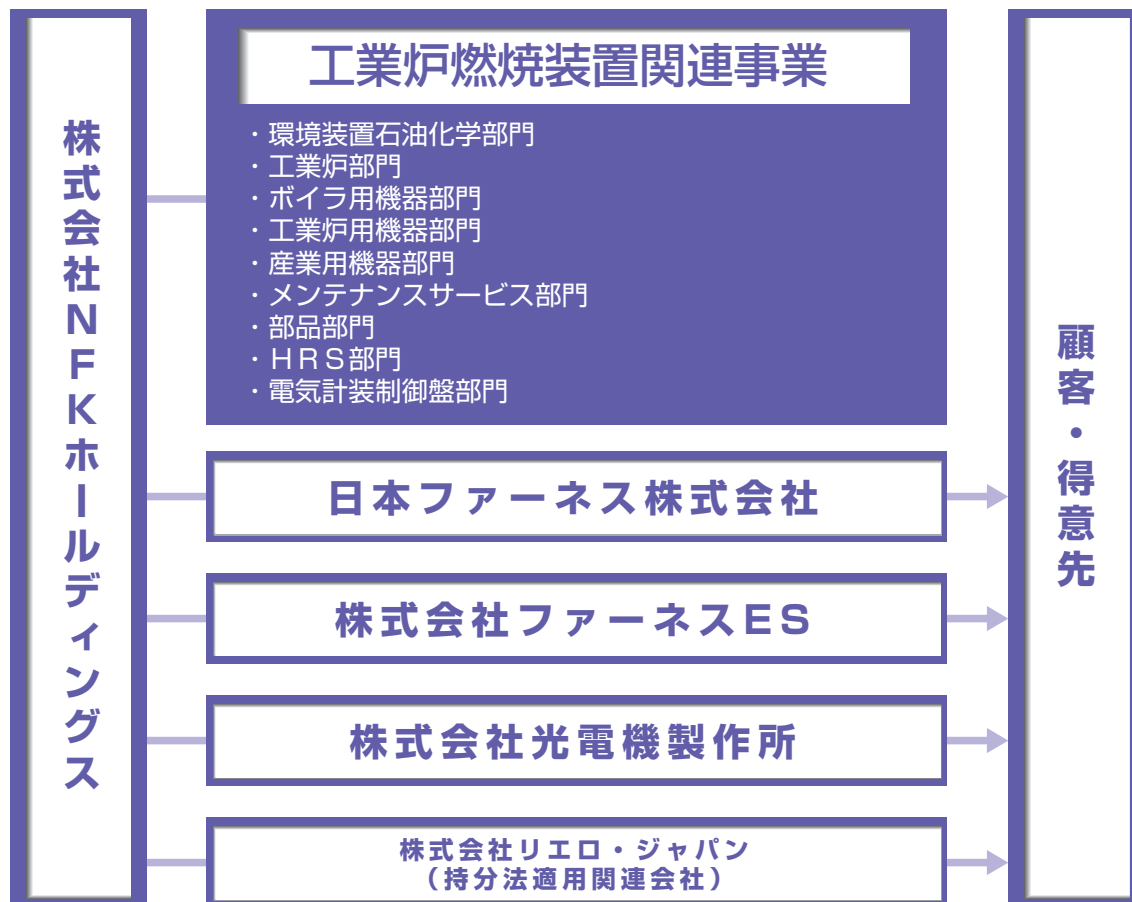 株式会社ＮＦＫホールディングス
工業炉燃焼装置関連事業
・環境装置石油化学部門
・工業炉部門
・ボイラ用機器部門
・工業炉用機器部門
・産業用機器部門
・メンテナンスサービス部門
・部品部門
・ＨＲＳ部門
・電気計装制御盤部門
日本ファーネス株式会社
株式会社ファーネスES
株式会社光電機製作所
株式会社リエロ・ジャパン
（持分法適用関連会社）
顧客・得意先